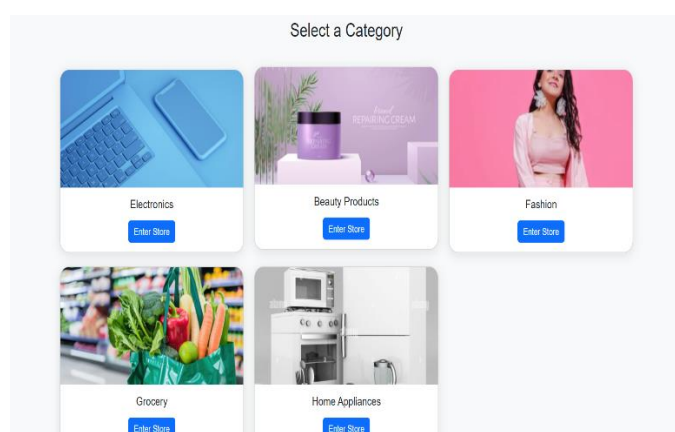 Select a Category
brand
REPAIRING CREAM
Electronics
Enter Store
Beauty Products
Enter Store
Fashion
Enter Store
Grocery
Enter Store
Home Appliances
Enter Store